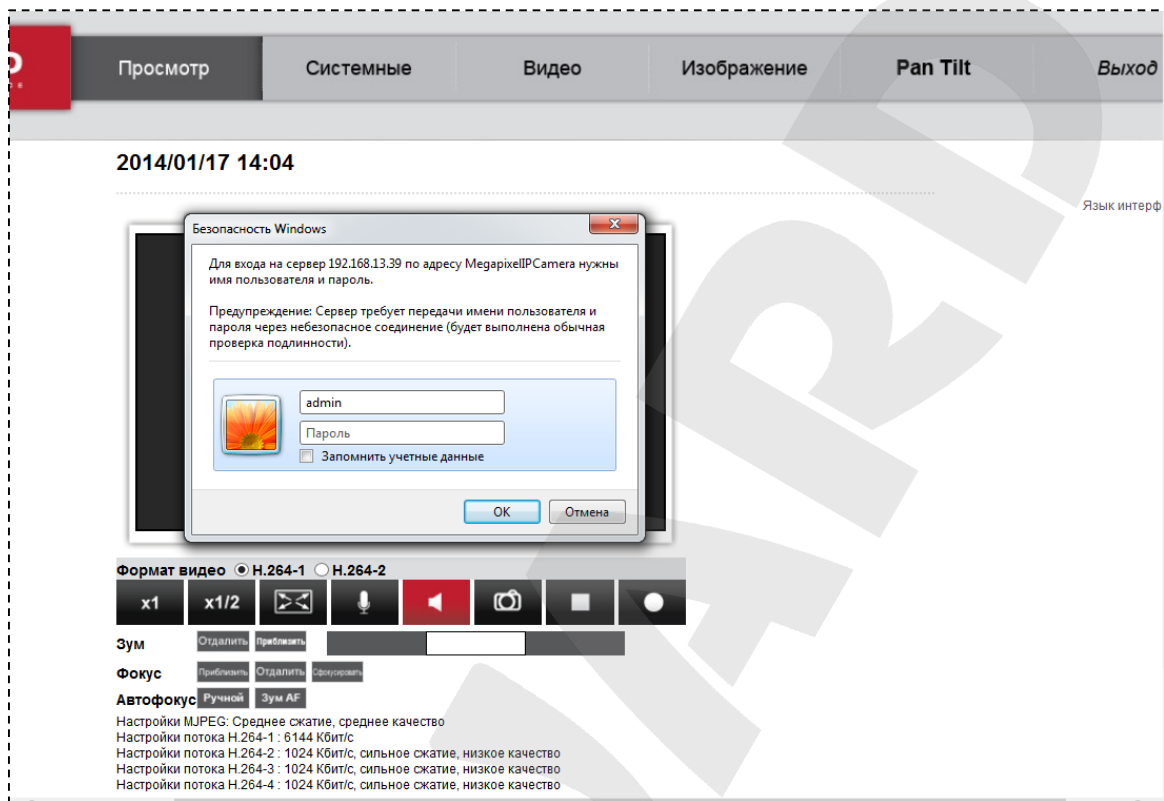 Просмотр Системные Видео Изображение Pan Tilt Выход
2014/01/17 14:04
Язык интерф
Безопасность Windows
Для входа на сервер 192.168.13.39 по адресу MegapixelIPCamera нужны
имя пользователя и пароль.
Предупреждение: Сервер требует передачи имени пользователя и
пароля через небезопасное соединение (будет выполнена обычная
проверка подлинности).
admin
Пароль
Запомнить учетные данные
OK Отмена
Формат видео H.264-1 H.264-2
x1 x1/2
Зум Отдалить Приблизить
Фокус Приблизить Отдалить Сфокусировать
Автофокус Ручной Зум AF
Настройки MJPEG: Среднее сжатие, среднее качество
Настройки потока H.264-1 : 6144 Кбит/с
Настройки потока H.264-2 : 1024 Кбит/с, сильное сжатие, низкое качество
Настройки потока H.264-3 : 1024 Кбит/с, сильное сжатие, низкое качество
Настройки потока H.264-4 : 1024 Кбит/с, сильное сжатие, низкое качество